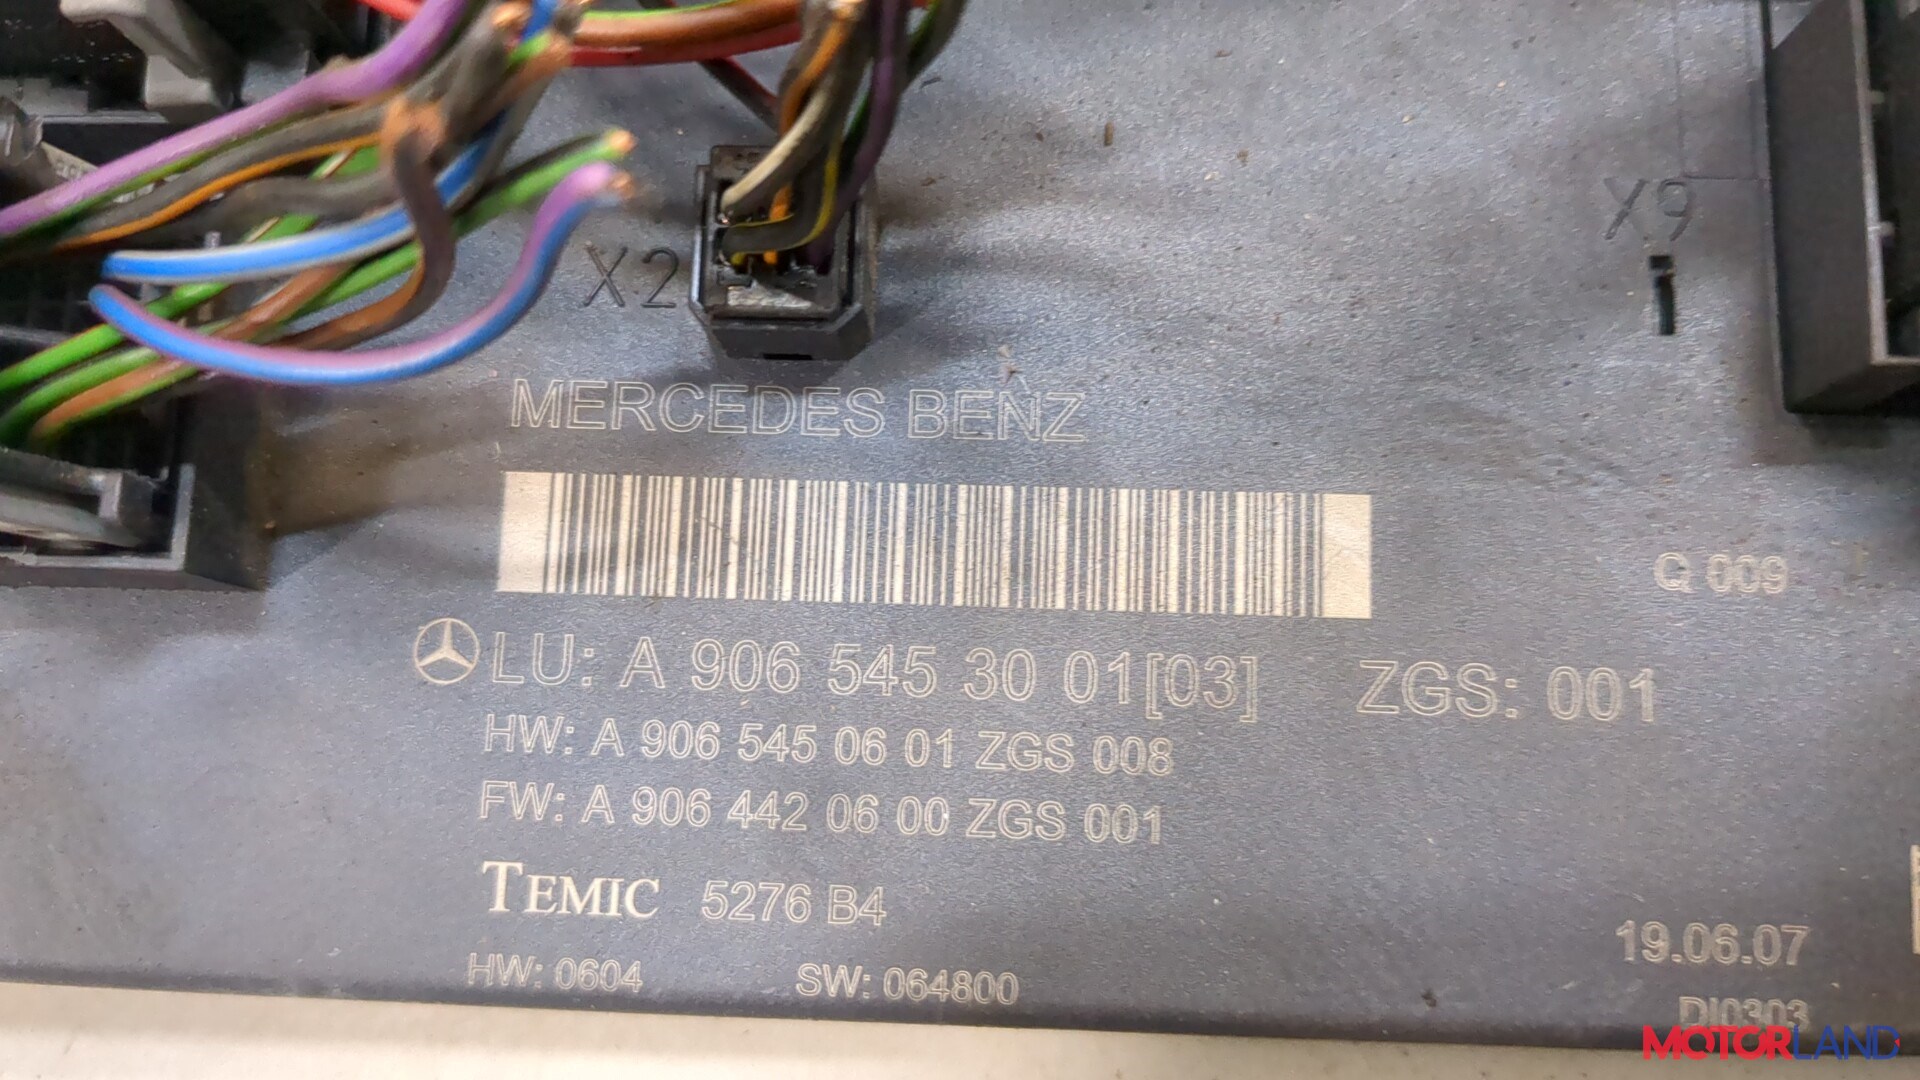 X9
X2
MERCEDES BENZ
Q 009
LU: A 906 545 30 01[03] ZGS: 001
HW: A 906 545 06 01 ZGS 008
FW: A 906 442 06 00 ZGS 001
TEMIC 5276 B4
19.06.07
HW: 0604 SW: 064800
DI0303
MOTORLAND